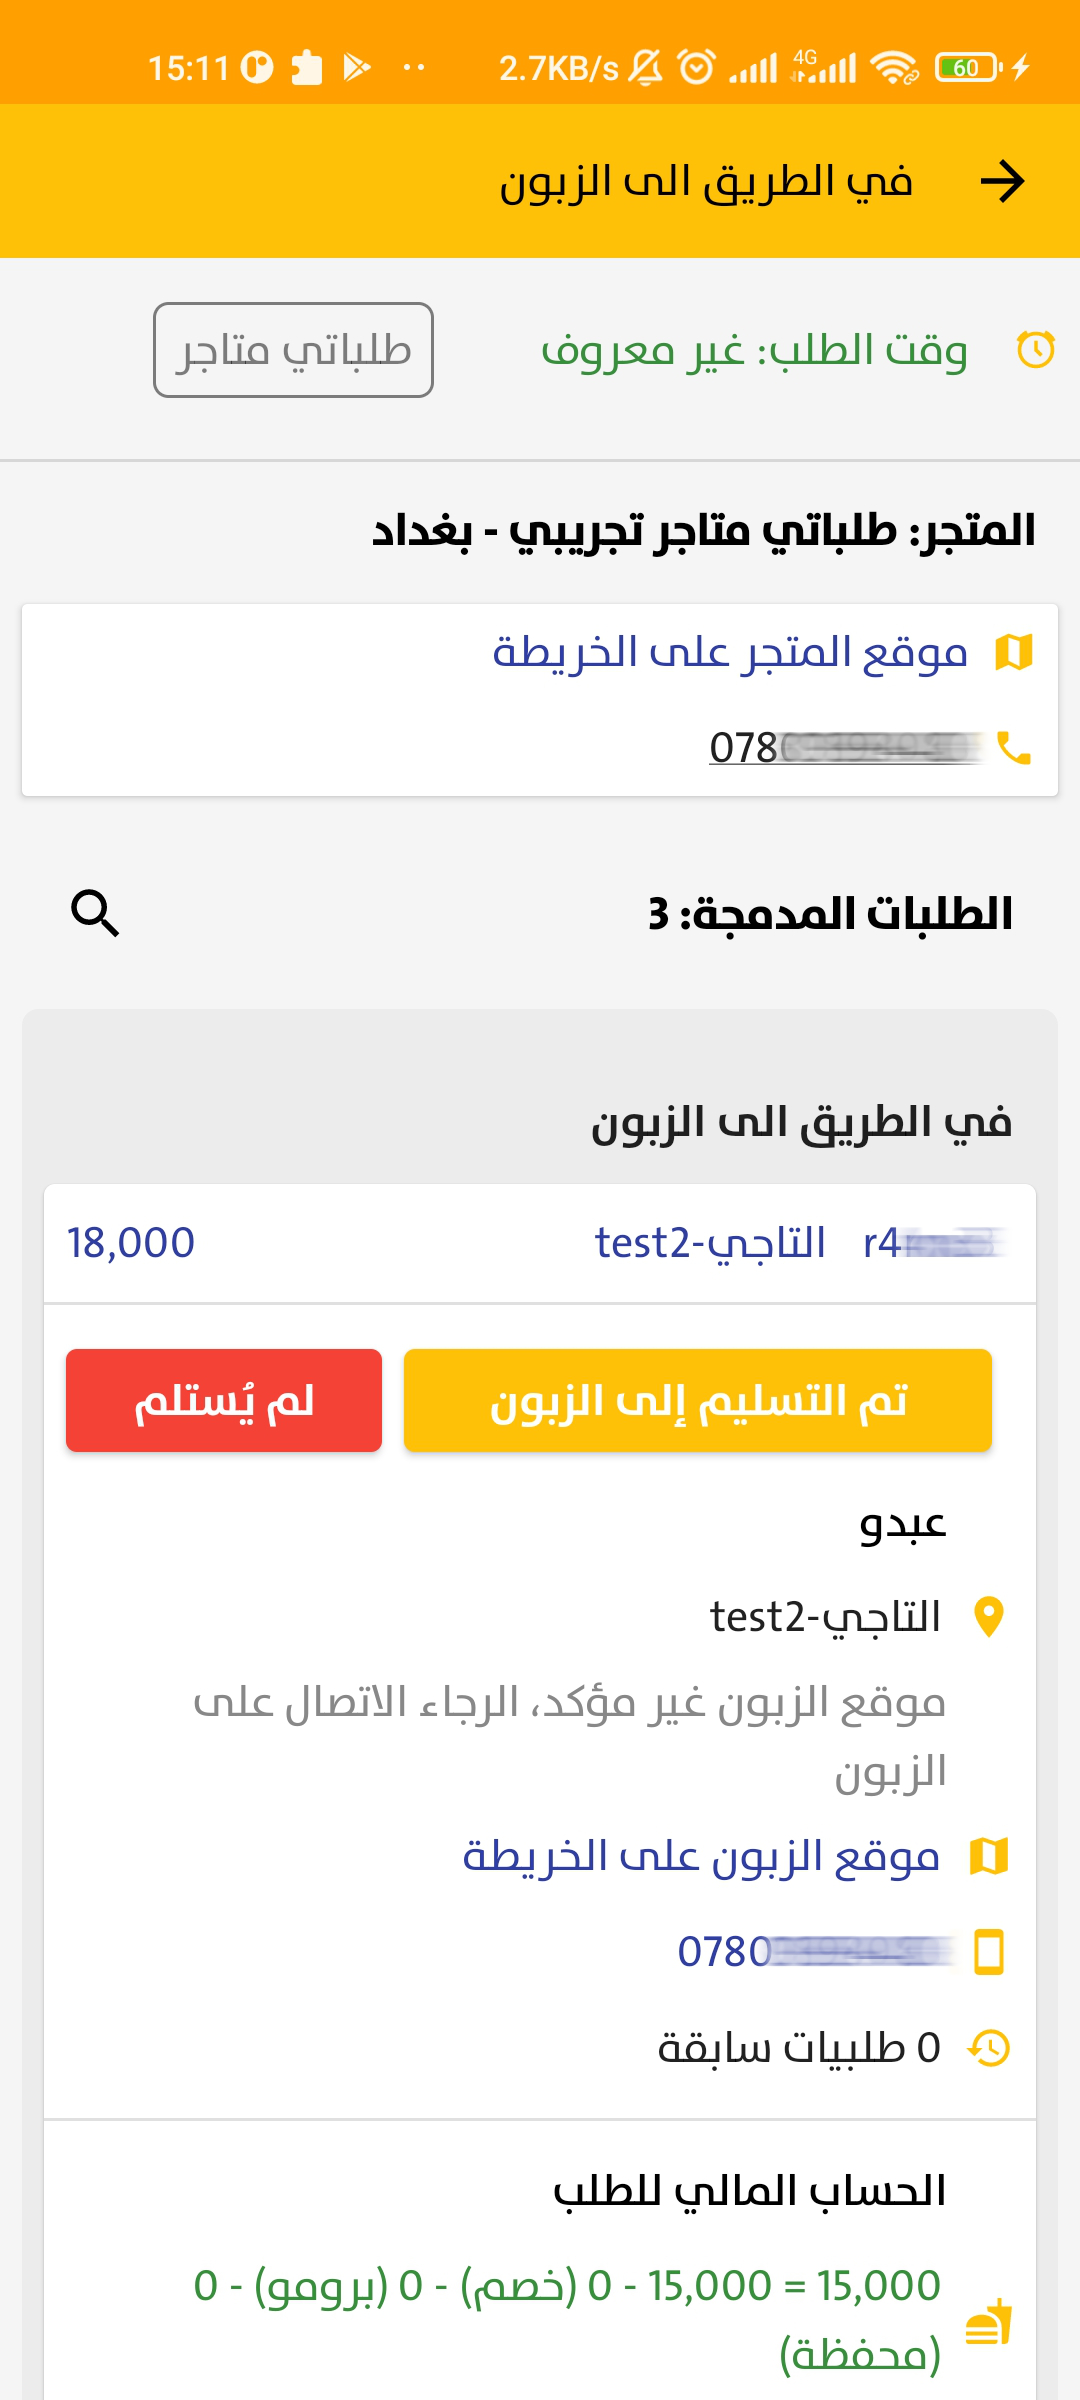 15:11 2.7KB/s 4G 60
في الطريق الى الزبون
وقت الطلب: غير معروف
طلباتي متاجر
المتجر: طلباتي متاجر تجريبي - بغداد
موقع المتجر على الخريطة
078
الطلبات المدمجة: 3
في الطريق الى الزبون
r4 التاجي-test2 18,000
تم التسليم إلى الزبون
لم يُستلم
عبدو
التاجي-test2
موقع الزبون غير مؤكد، الرجاء الاتصال على
الزبون
موقع الزبون على الخريطة
0780
0 طلبيات سابقة
الحساب المالي للطلب
15,000 = 15,000 - 0 (خصم) - 0 (برومو) - 0
(محفظة)